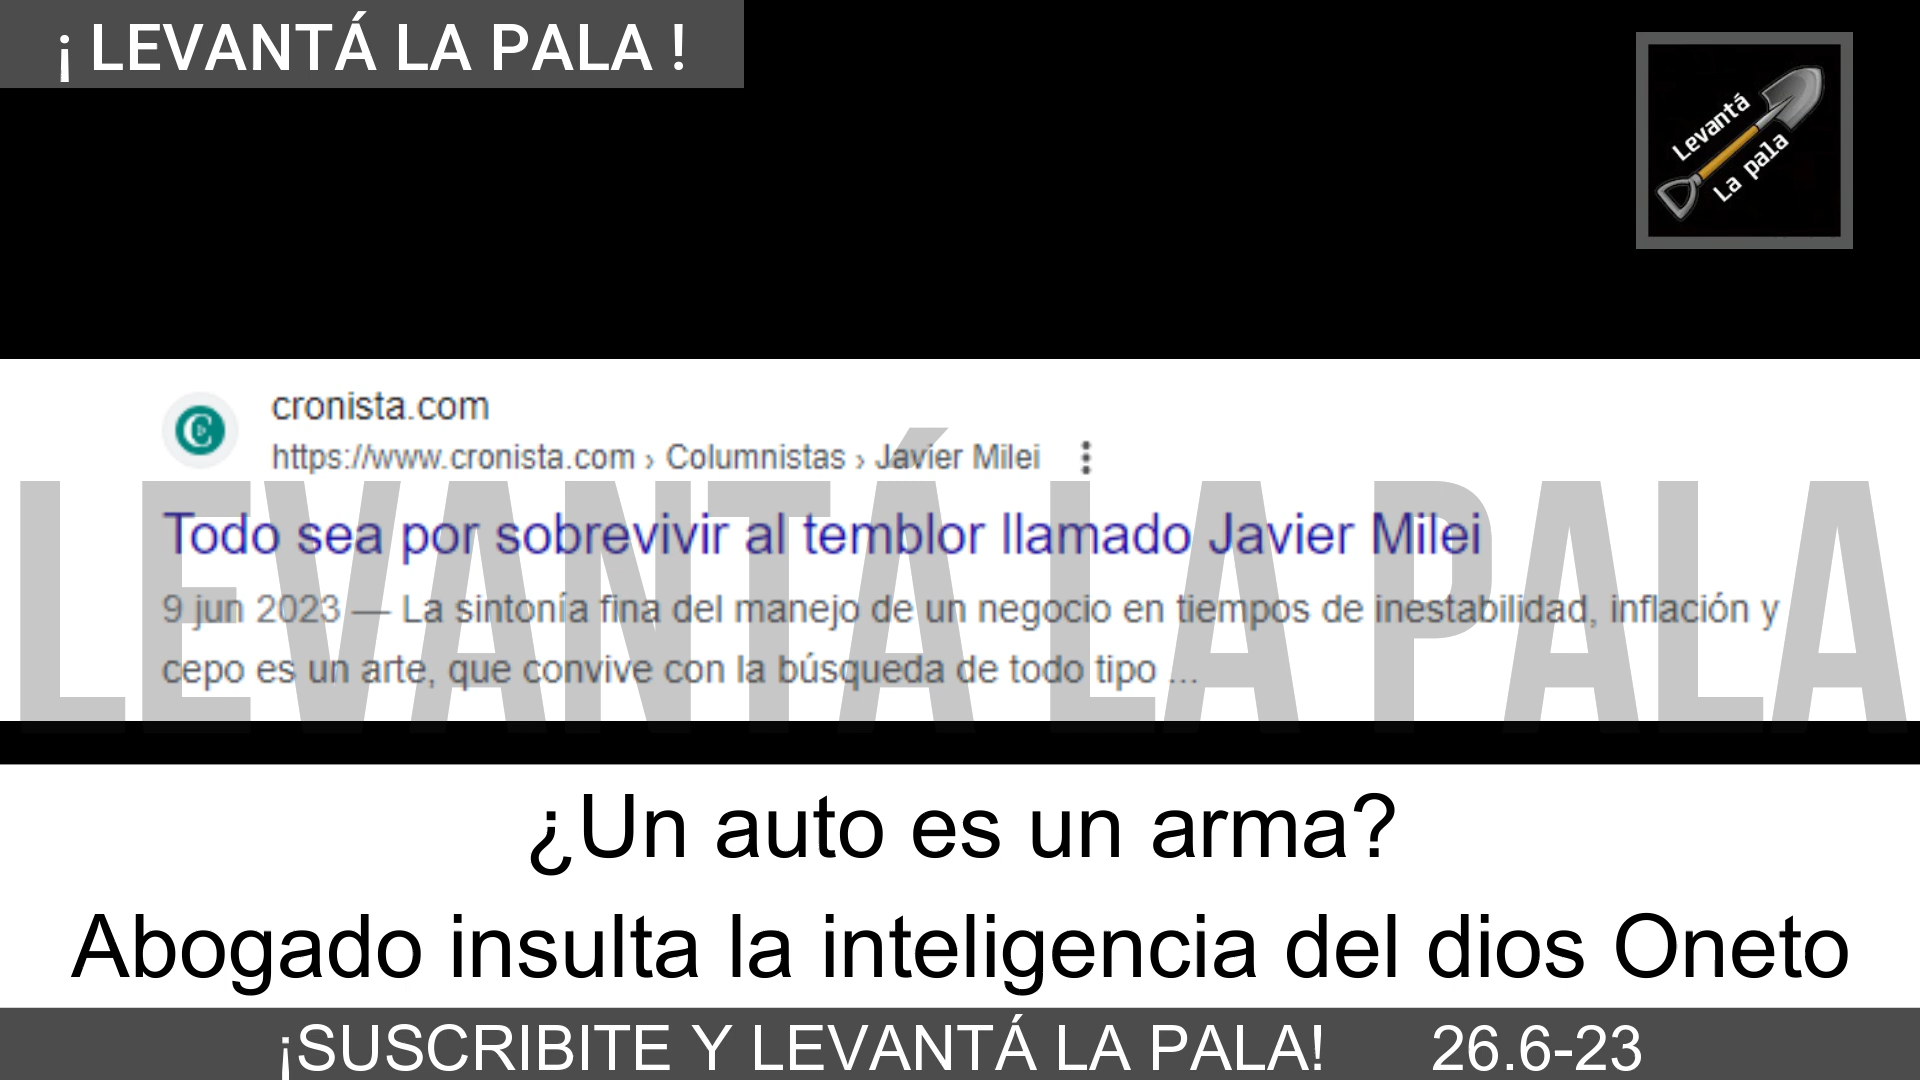 ¡ LEVANTÁ LA PALA !
Levantá
La pala
cronista.com
https://www.cronista.com › Columnistas › Javier Milei
Todo sea por sobrevivir al temblor llamado Javier Milei
9 jun 2023 — La sintonía fina del manejo de un negocio en tiempos de inestabilidad, inflación y
cepo es un arte, que convive con la búsqueda de todo tipo ...
LEVANTÁ LA PALA
¿Un auto es un arma?
Abogado insulta la inteligencia del dios Oneto
¡SUSCRIBITE Y LEVANTÁ LA PALA! 26.6-23